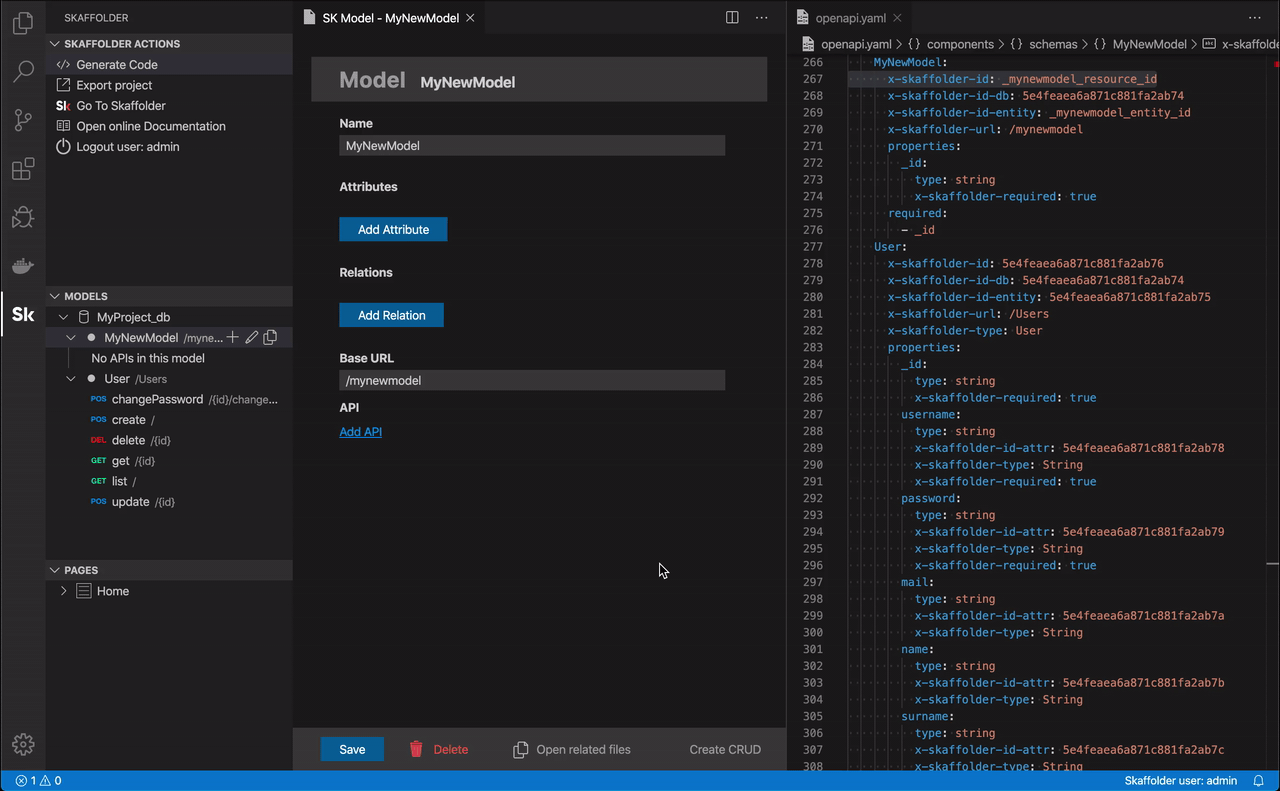 SKAFFOLDER
SKAFFOLDER ACTIONS
Generate Code
Export project
Sk Go To Skaffolder
Open online Documentation
Logout user: admin
Sk
MODELS
MyProject_db
MyNewModel /myne...
No APIs in this model
User /Users
POS changePassword /{id}/change...
POS create /
DEL delete /{id}
GET get /{id}
GET list /
POS update /{id}
PAGES
Home
SK Model - MyNewModel
Model MyNewModel
Name
MyNewModel
Attributes
Add Attribute
Relations
Add Relation
Base URL
/mynewmodel
API
Add API
Save Delete Open related files Create CRUD
openapi.yaml
openapi.yaml > {} components > {} schemas > {} MyNewModel > abc x-skaffolde
266 MyNewModel:
267 x-skaffolder-id: _mynewmodel_resource_id
268 x-skaffolder-id-db: 5e4feaea6a871c881fa2ab74
269 x-skaffolder-id-entity: _mynewmodel_entity_id
270 x-skaffolder-url: /mynewmodel
271 properties:
272 _id:
273 type: string
274 x-skaffolder-required: true
275 required:
276 - _id
277 User:
278 x-skaffolder-id: 5e4feaea6a871c881fa2ab76
279 x-skaffolder-id-db: 5e4feaea6a871c881fa2ab74
280 x-skaffolder-id-entity: 5e4feaea6a871c881fa2ab75
281 x-skaffolder-url: /Users
282 x-skaffolder-type: User
283 properties:
284 _id:
285 type: string
286 x-skaffolder-required: true
287 username:
288 type: string
289 x-skaffolder-id-attr: 5e4feaea6a871c881fa2ab78
290 x-skaffolder-type: String
291 x-skaffolder-required: true
292 password:
293 type: string
294 x-skaffolder-id-attr: 5e4feaea6a871c881fa2ab79
295 x-skaffolder-type: String
296 x-skaffolder-required: true
297 mail:
298 type: string
299 x-skaffolder-id-attr: 5e4feaea6a871c881fa2ab7a
300 x-skaffolder-type: String
301 name:
302 type: string
303 x-skaffolder-id-attr: 5e4feaea6a871c881fa2ab7b
304 x-skaffolder-type: String
305 surname:
306 type: string
307 x-skaffolder-id-attr: 5e4feaea6a871c881fa2ab7c
308 x-skaffolder-type: String
1 0
Skaffolder user: admin